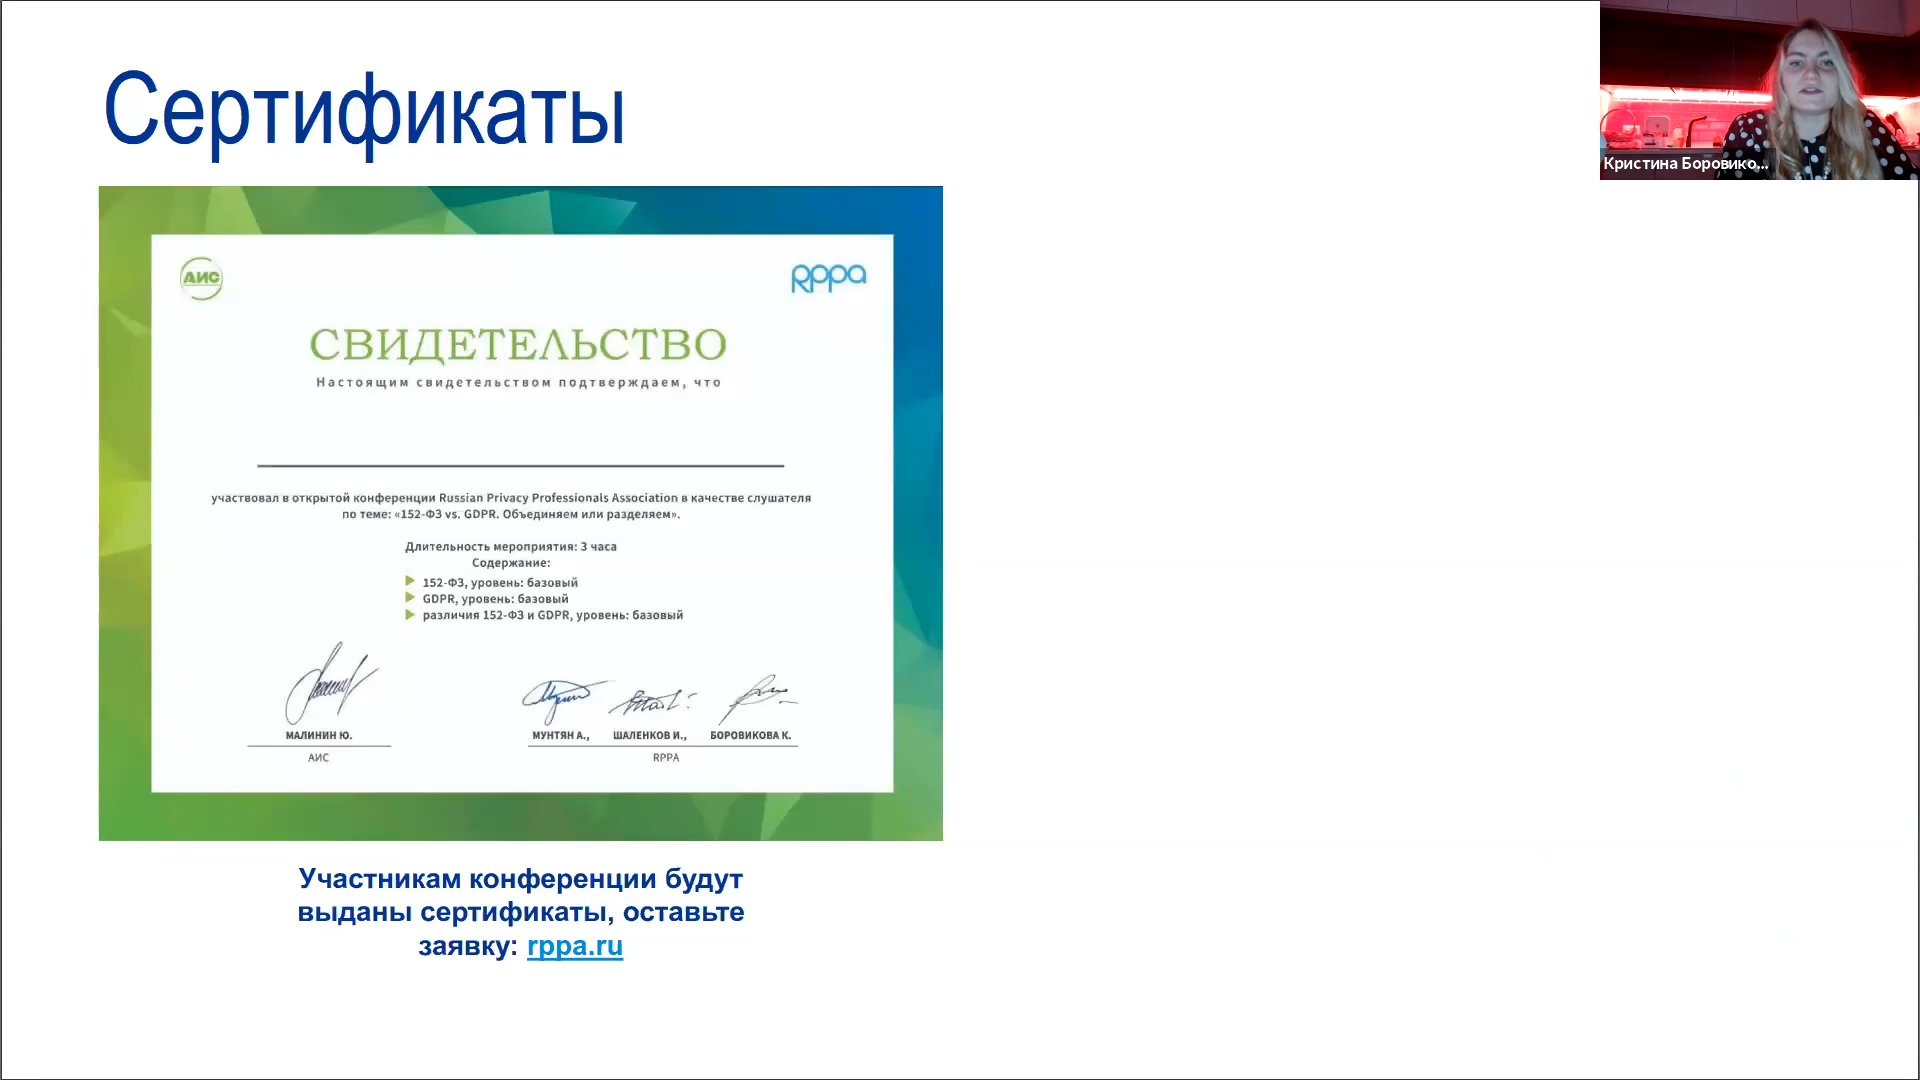 Сертификаты
Кристина Боровико...
АИС
rppa
СВИДЕТЕЛЬСТВО
Настоящим свидетельством подтверждаем, что
участвовал в открытой конференции Russian Privacy Professionals Association в качестве слушателя
по теме: «152-ФЗ vs. GDPR. Объединяем или разделяем».
Длительность мероприятия: 3 часа
Содержание:
152-ФЗ, уровень: базовый
GDPR, уровень: базовый
различия 152-ФЗ и GDPR, уровень: базовый
МАЛИНИН Ю.
АИС
МУНТЯН А., ШАЛЕНКОВ И., БОРОВИКОВА К.
RPPA
Участникам конференции будут
выданы сертификаты, оставьте
заявку: rppa.ru